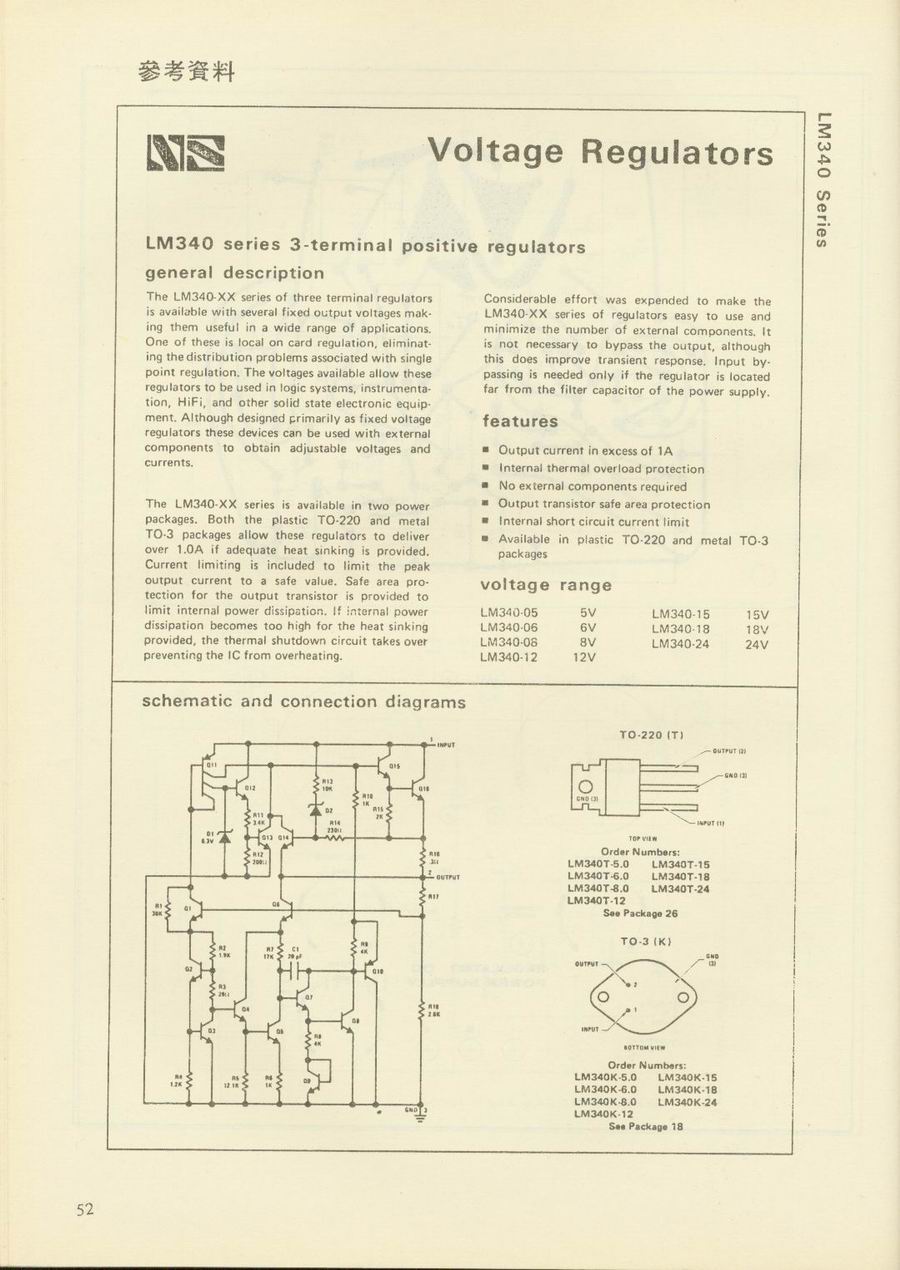 參考資料
LM340 Series
NS
Voltage Regulators
LM340 series 3-terminal positive regulators
general description
The LM340-XX series of three terminal regulators
is available with several fixed output voltages mak-
ing them useful in a wide range of applications.
One of these is local on card regulation, eliminat-
ing the distribution problems associated with single
point regulation. The voltages available allow these
regulators to be used in logic systems, instrumenta-
tion, HiFi, and other solid state electronic equip-
ment. Although designed primarily as fixed voltage
regulators these devices can be used with external
components to obtain adjustable voltages and
currents.
The LM340-XX series is available in two power
packages. Both the plastic TO-220 and metal
TO-3 packages allow these regulators to deliver
over 1.0A if adequate heat sinking is provided.
Current limiting is included to limit the peak
output current to a safe value. Safe area pro-
tection for the output transistor is provided to
limit internal power dissipation. If internal power
dissipation becomes too high for the heat sinking
provided, the thermal shutdown circuit takes over
preventing the IC from overheating.
Considerable effort was expended to make the
LM340-XX series of regulators easy to use and
minimize the number of external components. It
is not necessary to bypass the output, although
this does improve transient response. Input by-
passing is needed only if the regulator is located
far from the filter capacitor of the power supply.
features
■ Output current in excess of 1A
■ Internal thermal overload protection
■ No external components required
■ Output transistor safe area protection
■ Internal short circuit current limit
■ Available in plastic TO-220 and metal TO-3
packages
voltage range
LM340-05 5V LM340-15 15V
LM340-06 6V LM340-18 18V
LM340-08 8V LM340-24 24V
LM340-12 12V
schematic and connection diagrams
1
INPUT
Q11
Q15
Q12
R13
10K
Q16
R10
1K
D2
R15
2K
R11
3.4K
R14
230Ω
D1
6.3V
Q13 Q14
R12
200Ω
R16
.3Ω
2
OUTPUT
R17
R1
30K
Q1
Q6
R2
1.9K
R7
17K
C1
20 pF
R9
4K
Q2
Q10
R3
Q7
Q4
R18
2.6K
Q3
Q5
Q8
R8
4K
R4
1.2K
R5
12.1K
R6
1K
Q9
GND 3
TO-220 (T)
OUTPUT (2)
GND (3)
GND (3)
INPUT (1)
TOP VIEW
Order Numbers:
LM340T-5.0 LM340T-15
LM340T-6.0 LM340T-18
LM340T-8.0 LM340T-24
LM340T-12
See Package 26
TO-3 (K)
OUTPUT
GND
(3)
2
1
INPUT
BOTTOM VIEW
Order Numbers:
LM340K-5.0 LM340K-15
LM340K-6.0 LM340K-18
LM340K-8.0 LM340K-24
LM340K-12
See Package 18
52